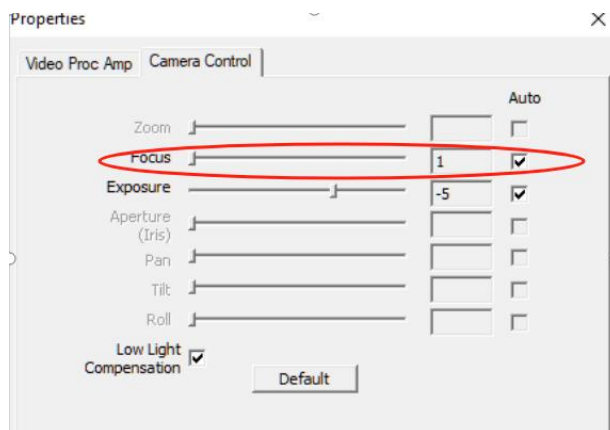 Properties
Video Proc Amp Camera Control
Auto
Zoom
Focus 1
Exposure -5
Aperture
(Iris)
Pan
Tilt
Roll
Low Light
Compensation
Default